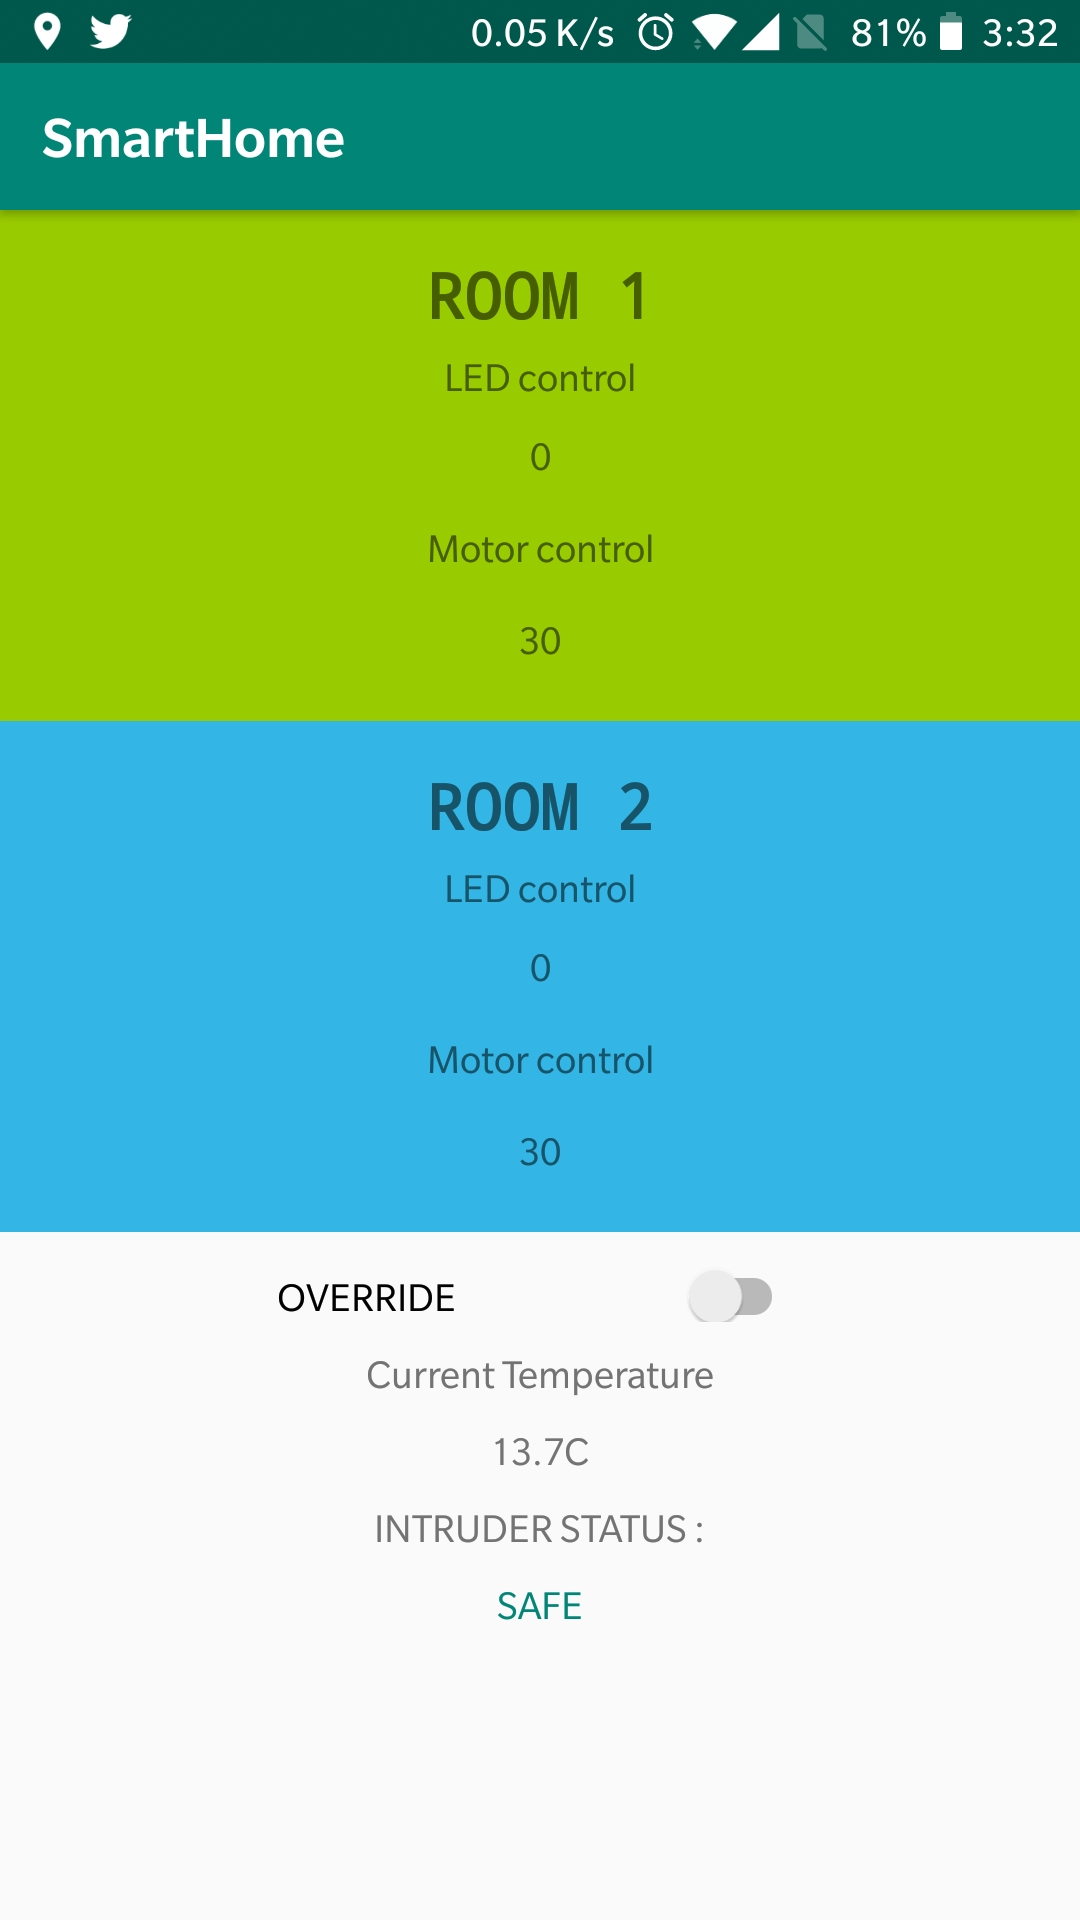 0.05 K/s 81% 3:32
SmartHome
ROOM 1
LED control
0
Motor control
30
ROOM 2
LED control
0
Motor control
30
OVERRIDE
Current Temperature
13.7C
INTRUDER STATUS :
SAFE